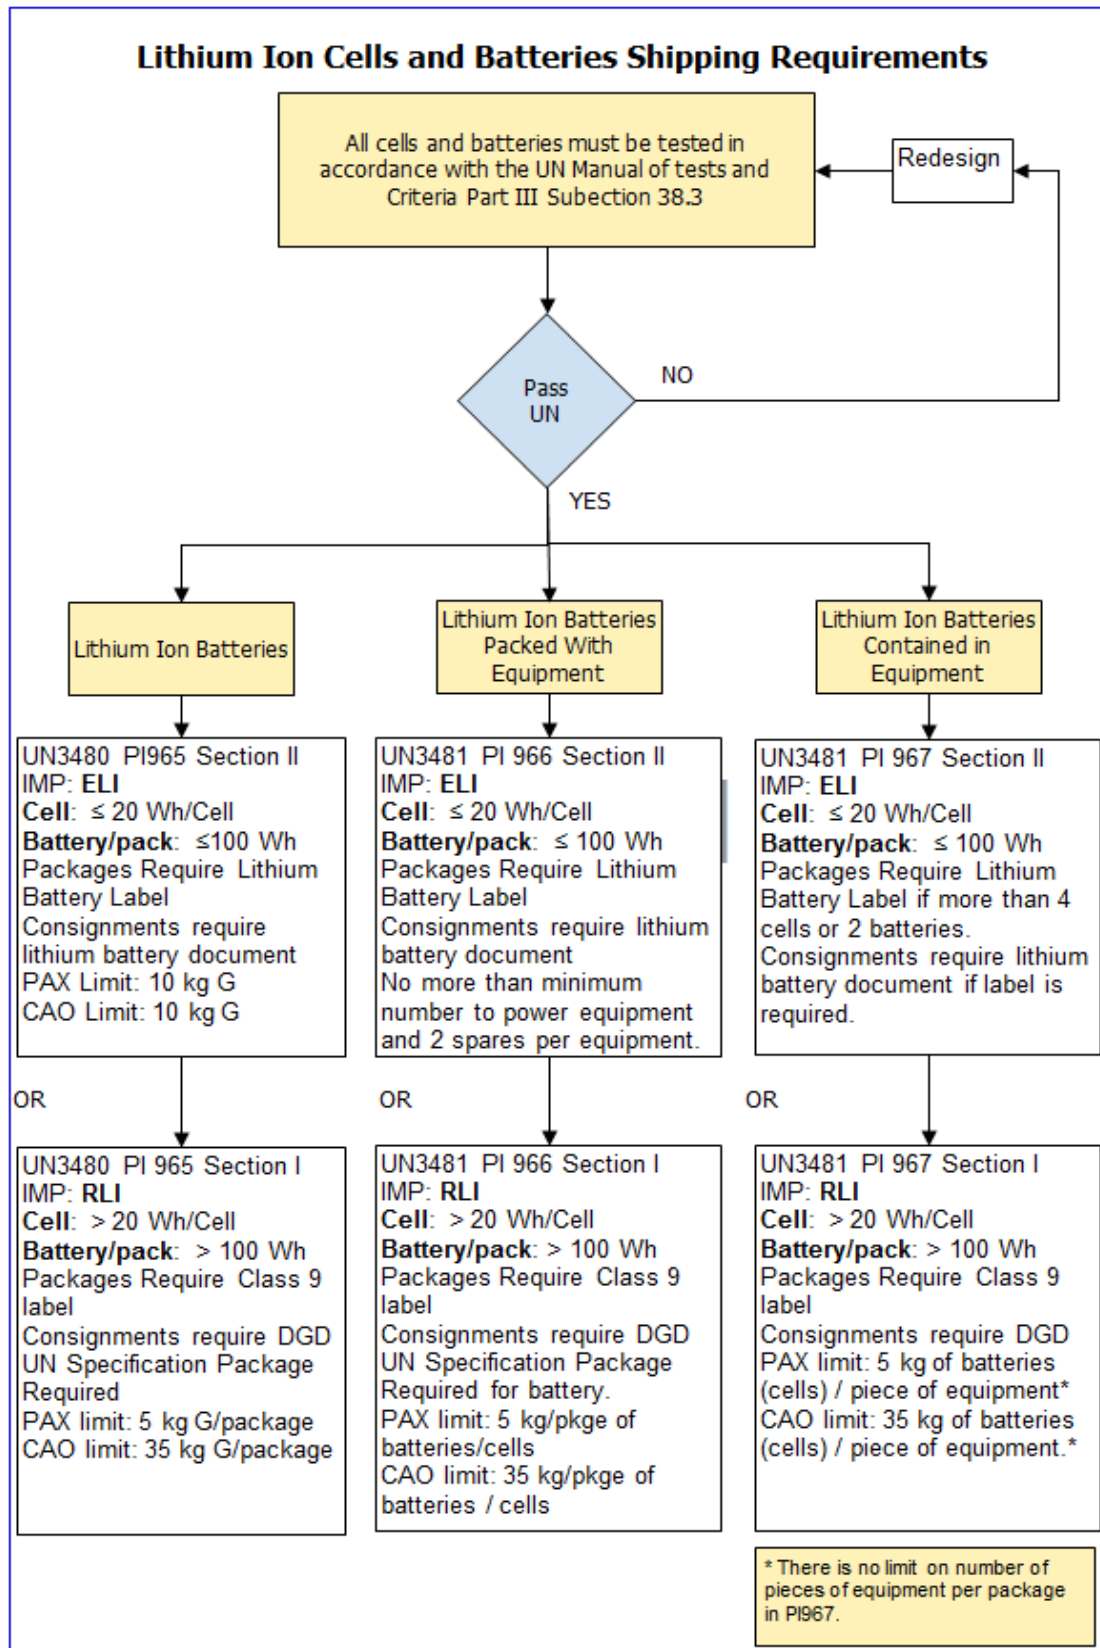 Lithium Ion Cells and Batteries Shipping Requirements
All cells and batteries must be tested in
accordance with the UN Manual of tests and
Criteria Part III Subection 38.3
Redesign
Pass
UN
NO
YES
Lithium Ion Batteries
Lithium Ion Batteries
Packed With
Equipment
Lithium Ion Batteries
Contained in
Equipment
UN3480 PI965 Section II
IMP: ELI
Cell: ≤ 20 Wh/Cell
Battery/pack: ≤100 Wh
Packages Require Lithium
Battery Label
Consignments require
lithium battery document
PAX Limit: 10 kg G
CAO Limit: 10 kg G
UN3481 PI 966 Section II
IMP: ELI
Cell: ≤ 20 Wh/Cell
Battery/pack: ≤ 100 Wh
Packages Require Lithium
Battery Label
Consignments require lithium
battery document
No more than minimum
number to power equipment
and 2 spares per equipment.
UN3481 PI 967 Section II
IMP: ELI
Cell: ≤ 20 Wh/Cell
Battery/pack: ≤ 100 Wh
Packages Require Lithium
Battery Label if more than 4
cells or 2 batteries.
Consignments require lithium
battery document if label is
required.
OR
OR
OR
UN3480 PI 965 Section I
IMP: RLI
Cell: > 20 Wh/Cell
Battery/pack: > 100 Wh
Packages Require Class 9
label
Consignments require DGD
UN Specification Package
Required
PAX limit: 5 kg G/package
CAO limit: 35 kg G/package
UN3481 PI 966 Section I
IMP: RLI
Cell: > 20 Wh/Cell
Battery/pack: > 100 Wh
Packages Require Class 9
label
Consignments require DGD
UN Specification Package
Required for battery.
PAX limit: 5 kg/pkge of
batteries/cells
CAO limit: 35 kg/pkge of
batteries / cells
UN3481 PI 967 Section I
IMP: RLI
Cell: > 20 Wh/Cell
Battery/pack: > 100 Wh
Packages Require Class 9
label
Consignments require DGD
PAX limit: 5 kg of batteries
(cells) / piece of equipment*
CAO limit: 35 kg of batteries
(cells) / piece of equipment.*
* There is no limit on number of
pieces of equipment per package
in PI967.